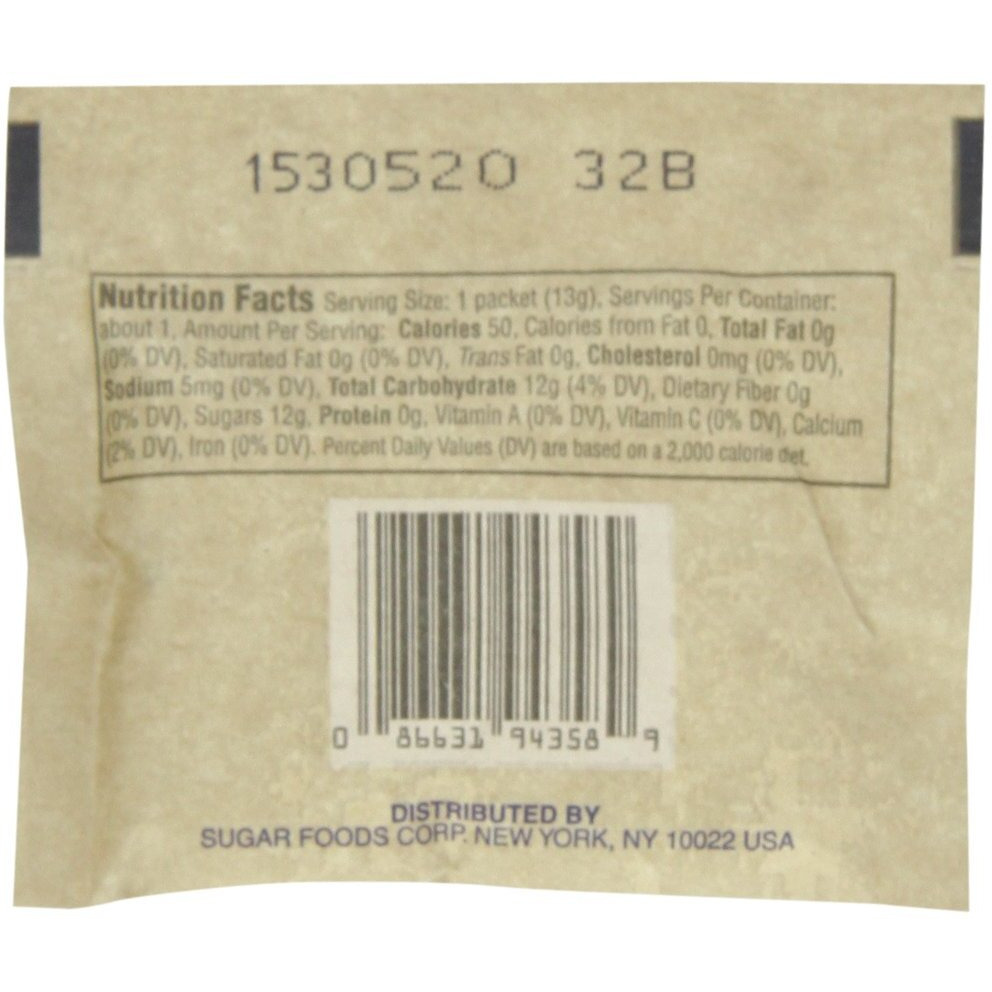 1530520 32B
Nutrition Facts Serving Size: 1 packet (13g), Servings Per Container:
about 1, Amount Per Serving: Calories 50, Calories from Fat 0, Total Fat 0g
(0% DV), Saturated Fat 0g (0% DV), Trans Fat 0g, Cholesterol 0mg (0% DV),
Sodium 5mg (0% DV), Total Carbohydrate 12g (4% DV), Dietary Fiber 0g
(0% DV), Sugars 12g, Protein 0g, Vitamin A (0% DV), Vitamin C (0% DV), Calcium
(2% DV), Iron (0% DV). Percent Daily Values (DV) are based on a 2,000 calorie diet.
0 86631 94358 9
DISTRIBUTED BY
SUGAR FOODS CORP. NEW YORK, NY 10022 USA